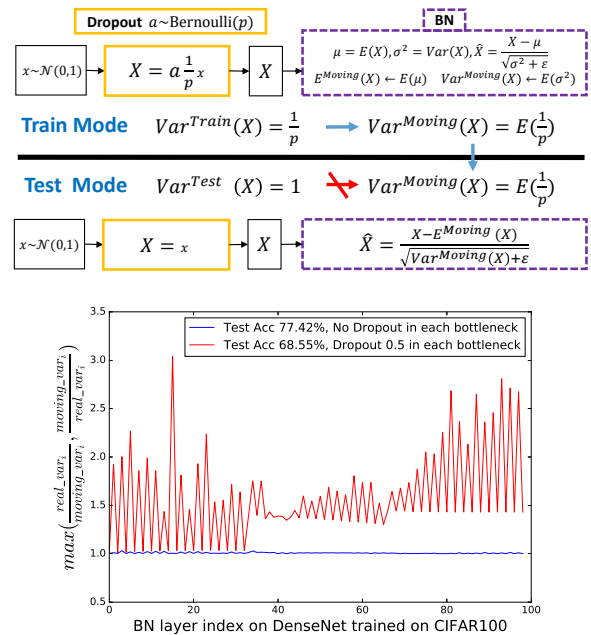 Dropout a~Bernoulli(p)
BN
x~𝒩(0,1)
X = a 1/p x
X
μ = E(X), σ² = Var(X), X̂ = (X − μ)/√(σ² + ε)
E^Moving(X) ← E(μ) Var^Moving(X) ← E(σ²)
Train Mode Var^Train(X) = 1/p Var^Moving(X) = E(1/p)
Test Mode Var^Test (X) = 1 Var^Moving(X) = E(1/p)
x~𝒩(0,1)
X = x
X
X̂ = (X−E^Moving (X))/√(Var^Moving(X)+ε)
3.5
3.0
2.5
2.0
1.5
1.0
0.5
max(real_var_i/moving_var_i, moving_var_i/real_var_i)
Test Acc 77.42%, No Dropout in each bottleneck
Test Acc 68.55%, Dropout 0.5 in each bottleneck
0 20 40 60 80 100
BN layer index on DenseNet trained on CIFAR100